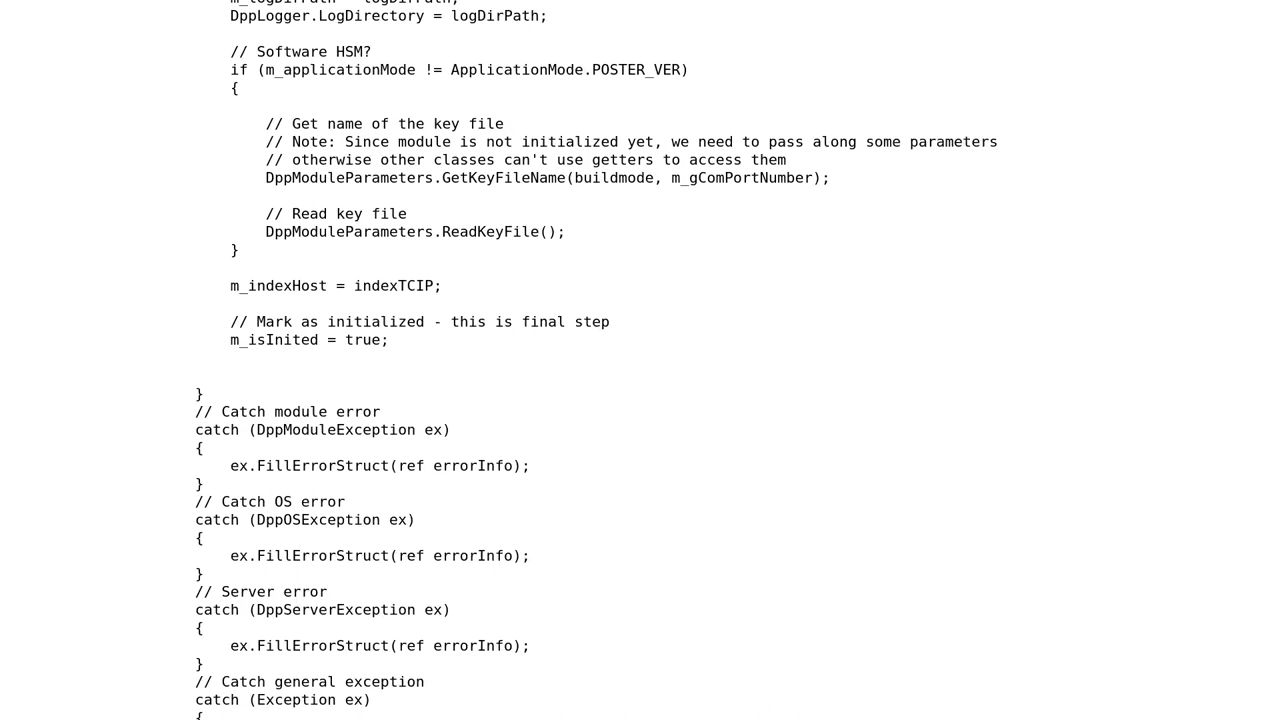 m_logDirPath = logDirPath;
DppLogger.LogDirectory = logDirPath;
// Software HSM?
if (m_applicationMode != ApplicationMode.POSTER_VER)
{
// Get name of the key file
// Note: Since module is not initialized yet, we need to pass along some parameters
// otherwise other classes can't use getters to access them
DppModuleParameters.GetKeyFileName(buildmode, m_gComPortNumber);
// Read key file
DppModuleParameters.ReadKeyFile();
}
m_indexHost = indexTCIP;
// Mark as initialized - this is final step
m_isInited = true;
}
// Catch module error
catch (DppModuleException ex)
{
ex.FillErrorStruct(ref errorInfo);
}
// Catch OS error
catch (DppOSException ex)
{
ex.FillErrorStruct(ref errorInfo);
}
// Server error
catch (DppServerException ex)
{
ex.FillErrorStruct(ref errorInfo);
}
// Catch general exception
catch (Exception ex)
{